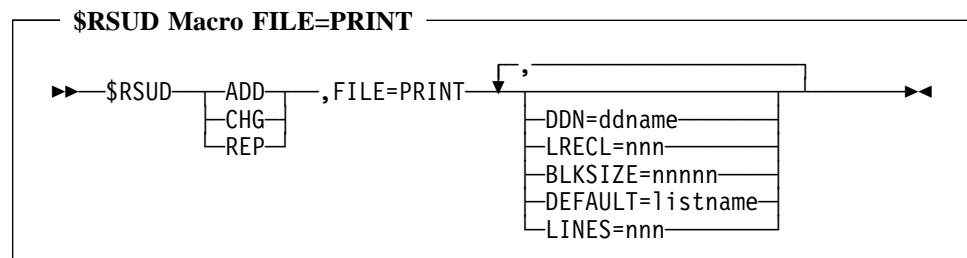 $RSUD Macro FILE=PRINT
,
$RSUD ADD ,FILE=PRINT
CHG DDN=ddname
REP LRECL=nnn
BLKSIZE=nnnnn
DEFAULT=listname
LINES=nnn